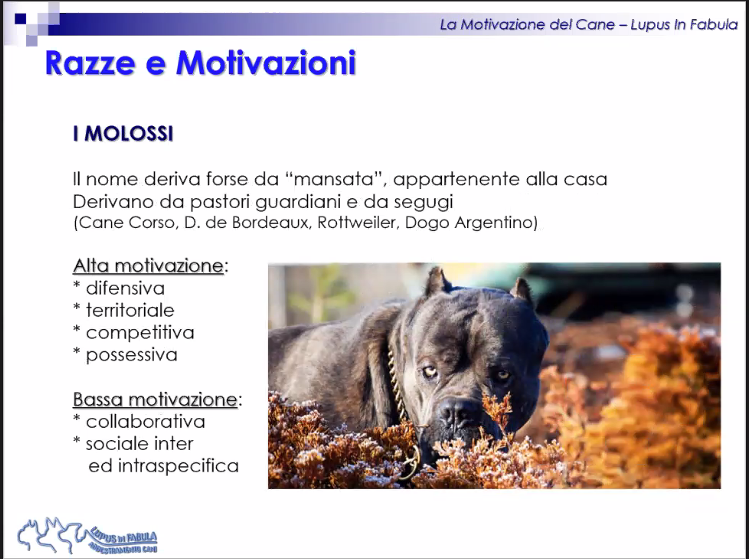 La Motivazione del Cane – Lupus In Fabula
Razze e Motivazioni
I MOLOSSI
Il nome deriva forse da “mansata”, appartenente alla casa
Derivano da pastori guardiani e da segugi
(Cane Corso, D. de Bordeaux, Rottweiler, Dogo Argentino)
Alta motivazione:
* difensiva
* territoriale
* competitiva
* possessiva
Bassa motivazione:
* collaborativa
* sociale inter
ed intraspecifica
LUPUS IN FABULA
ADDESTRAMENTO CANI